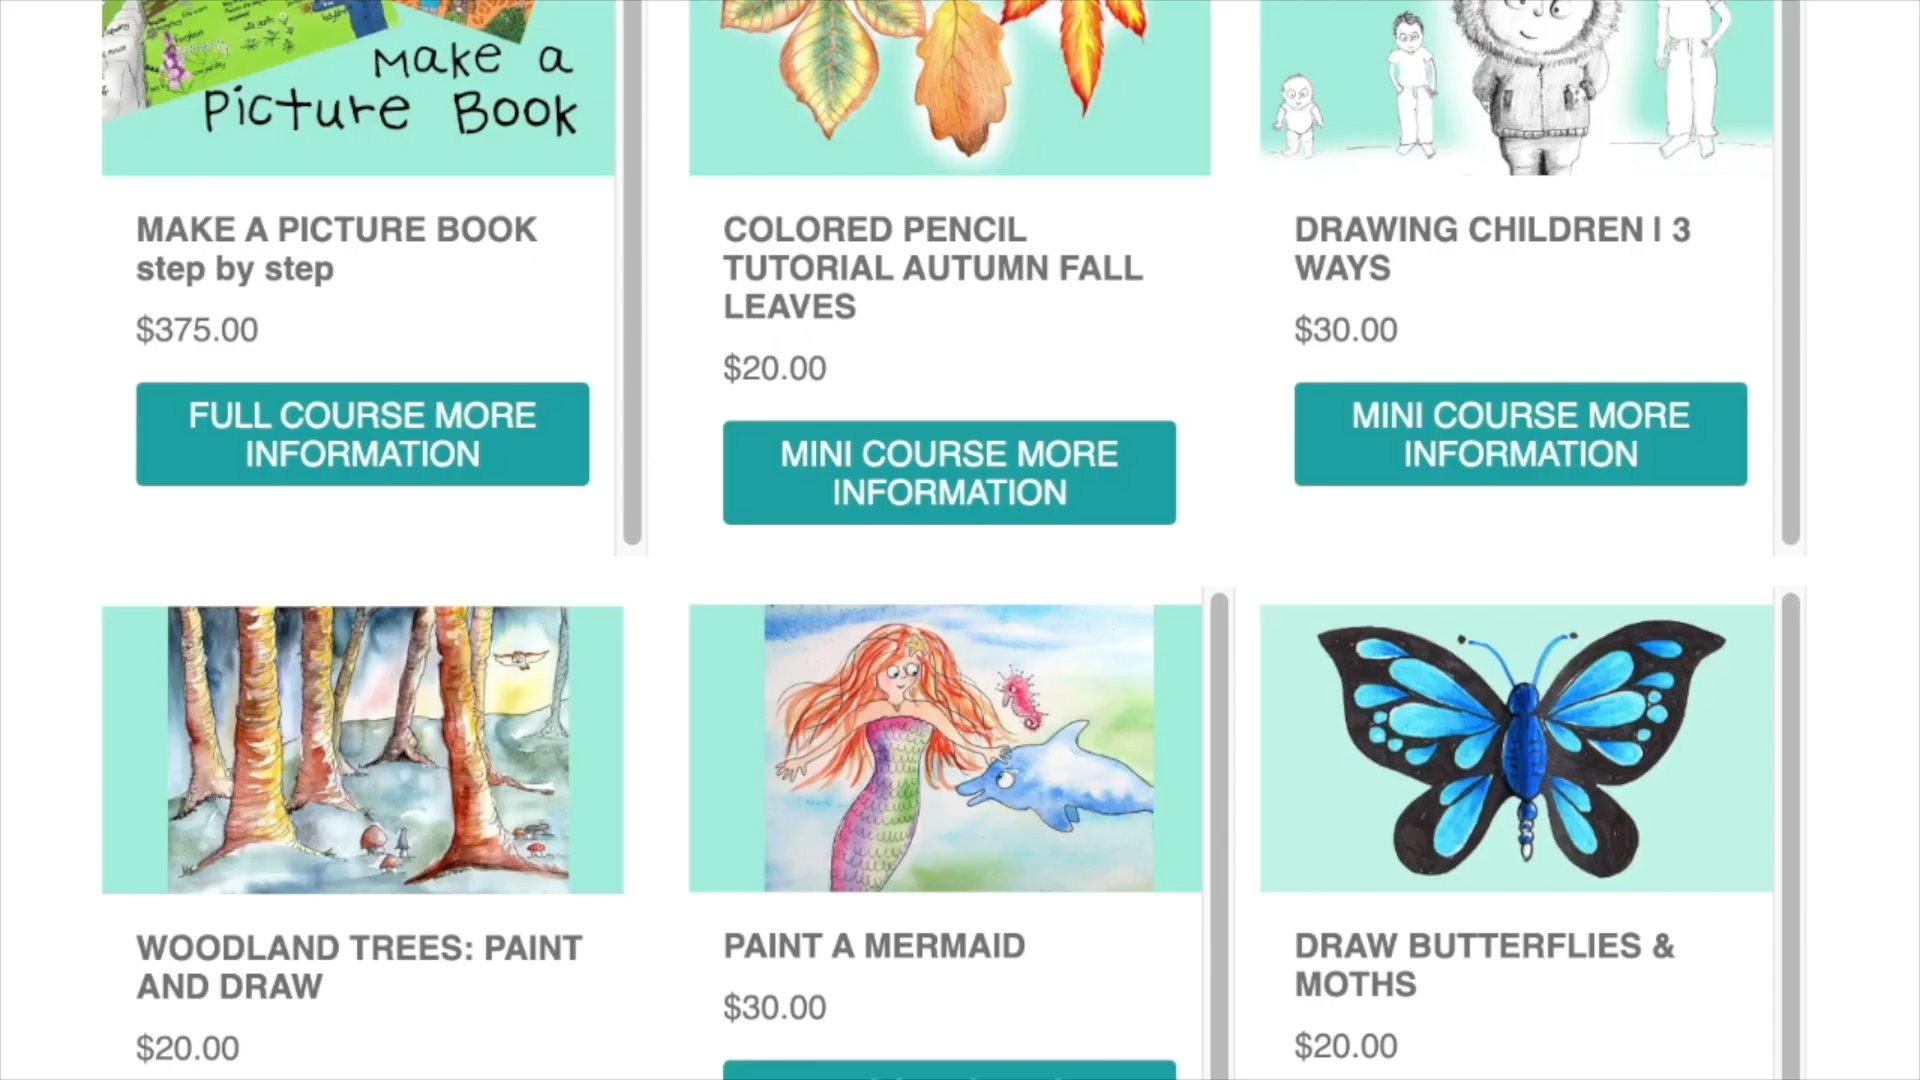 Make a
Picture Book
MAKE A PICTURE BOOK
step by step
$375.00
FULL COURSE MORE
INFORMATION
COLORED PENCIL
TUTORIAL AUTUMN FALL
LEAVES
$20.00
MINI COURSE MORE
INFORMATION
DRAWING CHILDREN | 3
WAYS
$30.00
MINI COURSE MORE
INFORMATION
WOODLAND TREES: PAINT
AND DRAW
$20.00
PAINT A MERMAID
$30.00
DRAW BUTTERFLIES &
MOTHS
$20.00